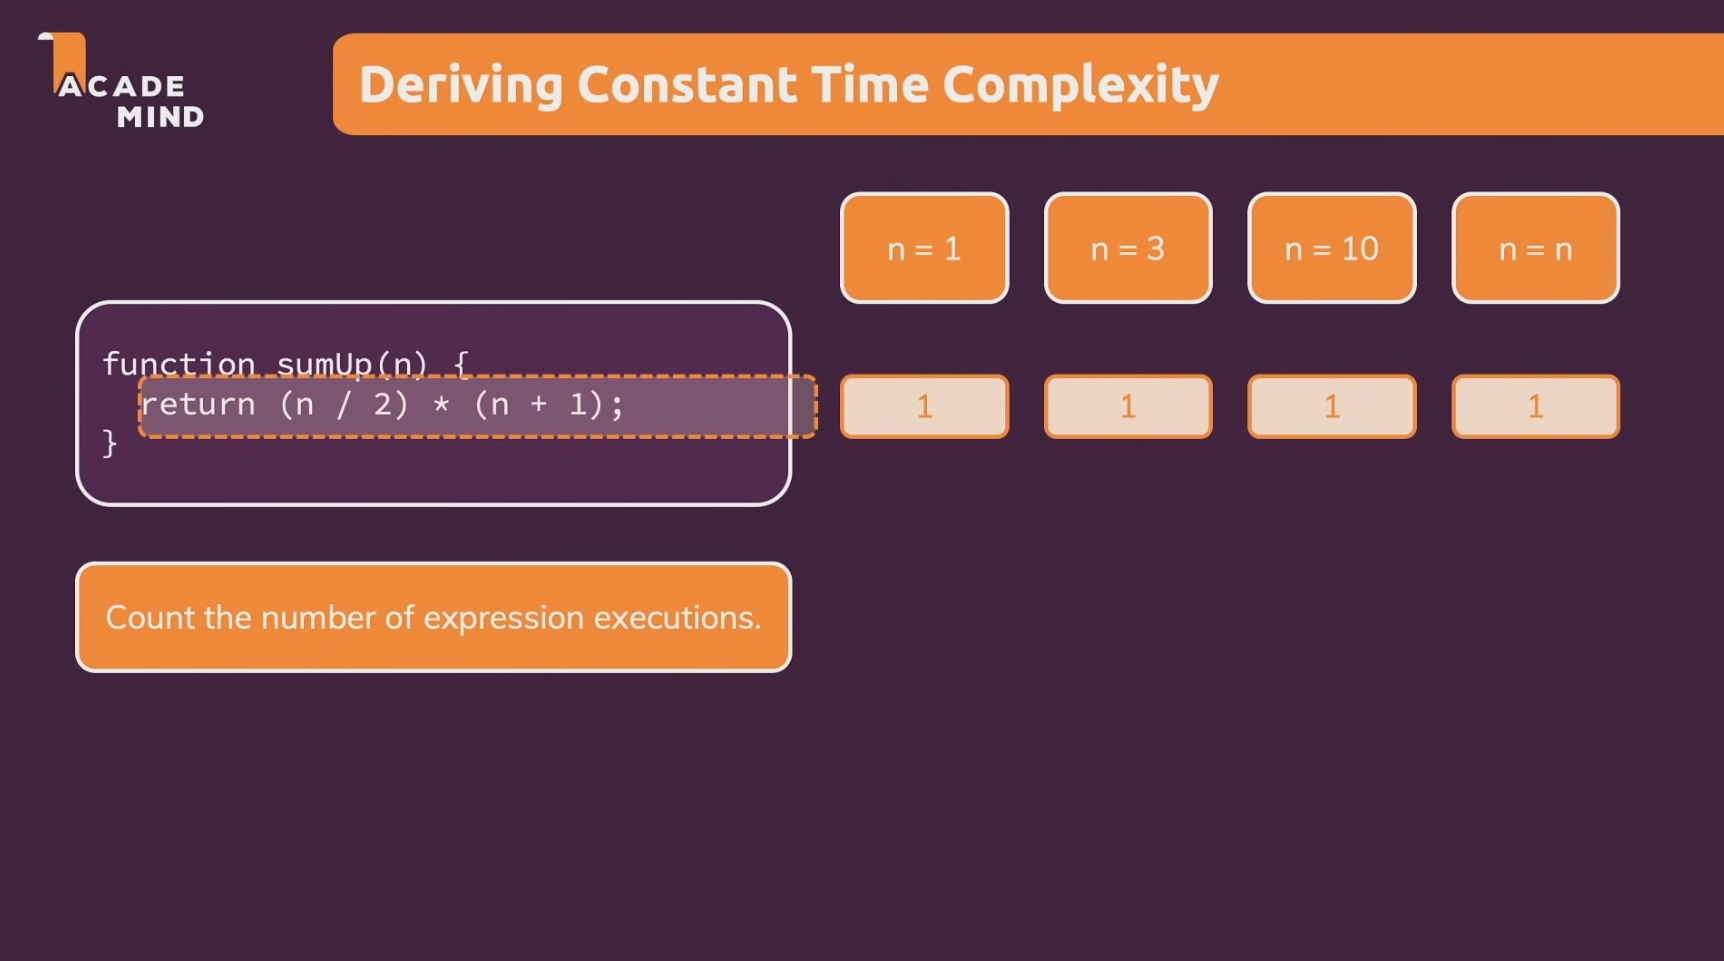 ACADE
MIND
Deriving Constant Time Complexity
n = 1
n = 3
n = 10
n = n
function sumUp(n) {
return (n / 2) * (n + 1);
}
1
1
1
1
Count the number of expression executions.